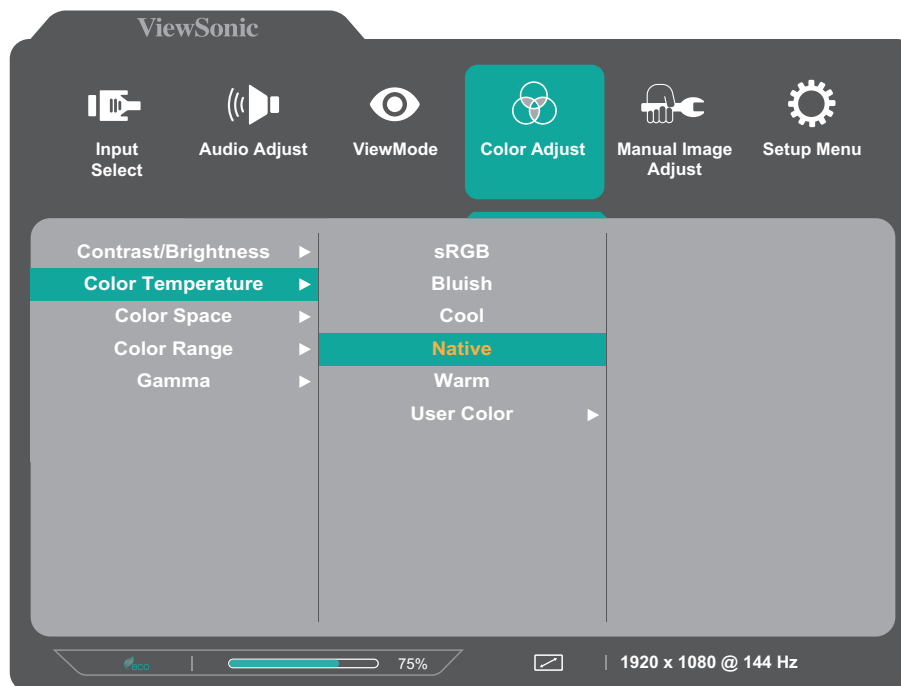 ViewSonic
Input Select
Audio Adjust
ViewMode
Color Adjust
Manual Image Adjust
Setup Menu
Contrast/Brightness
Color Temperature
Color Space
Color Range
Gamma
sRGB
Bluish
Cool
Native
Warm
User Color
eco
75%
1920 x 1080 @ 144 Hz